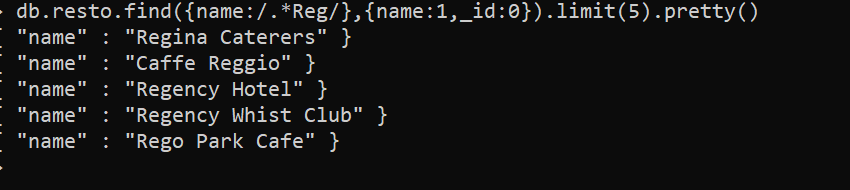 > db.resto.find({name:/.*Reg/},{name:1,_id:0}).limit(5).pretty()
{ "name" : "Regina Caterers" }
{ "name" : "Caffe Reggio" }
{ "name" : "Regency Hotel" }
{ "name" : "Regency Whist Club" }
{ "name" : "Rego Park Cafe" }
>